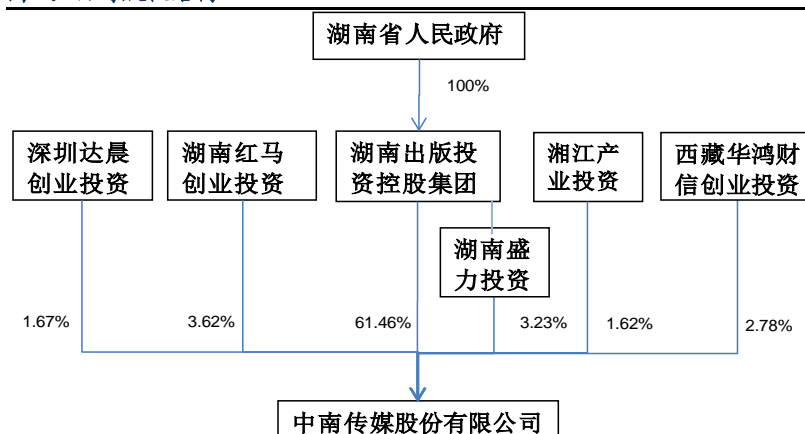 湖南省人民政府
100%
深圳达晨
创业投资
湖南红马
创业投资
湖南出版投
资控股集团
湘江产
业投资
西藏华鸿财
信创业投资
湖南盛
力投资
1.67%
3.62%
61.46%
3.23%
1.62%
2.78%
中南传媒股份有限公司